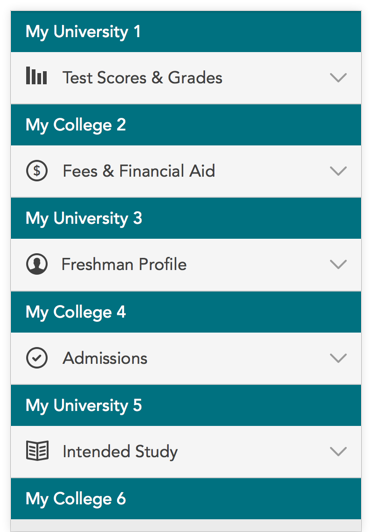 My University 1
Test Scores & Grades
My College 2
Fees & Financial Aid
My University 3
Freshman Profile
My College 4
Admissions
My University 5
Intended Study
My College 6